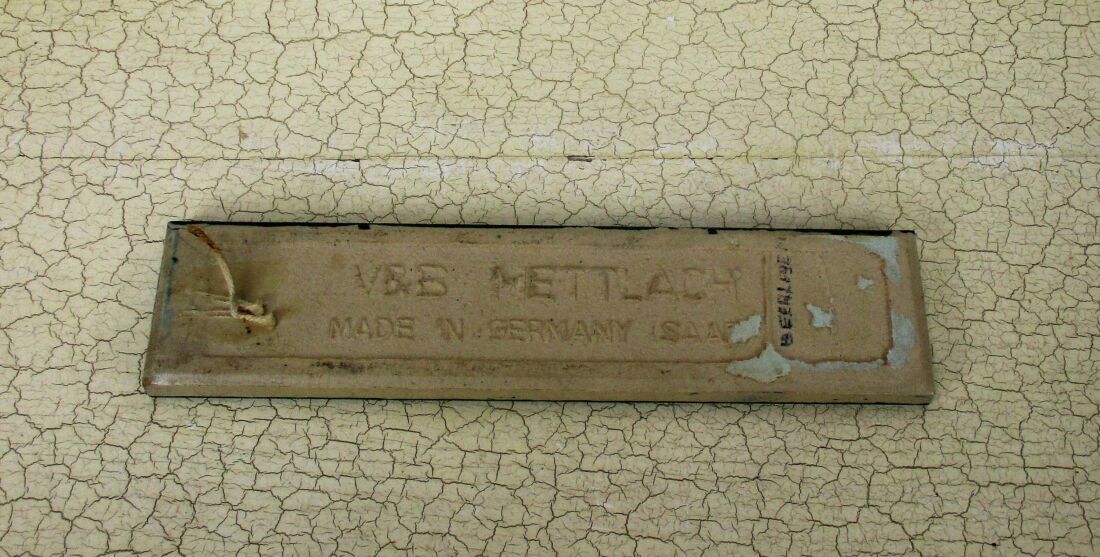 V&B METTLACH
MADE IN GERMANY SAAR